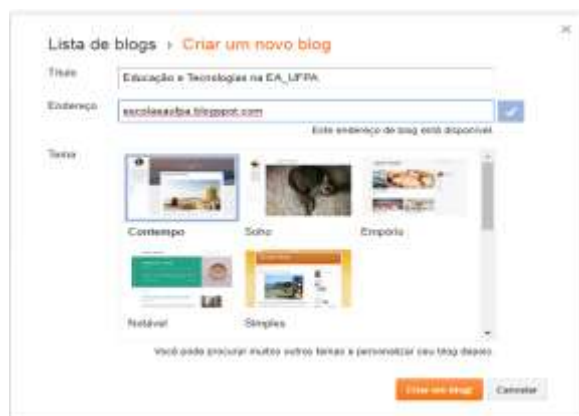 Lista de blogs › Criar um novo blog
Título
Educação e Tecnologias na EA_UFPA
Endereço
escolaeaufpa.blogspot.com
Este endereço de blog está disponível.
Tema
Contempo
Soho
Empório
Notável
Simples
Você pode procurar muitos outros temas e personalizar seu blog depois.
Criar um blog!
Cancelar